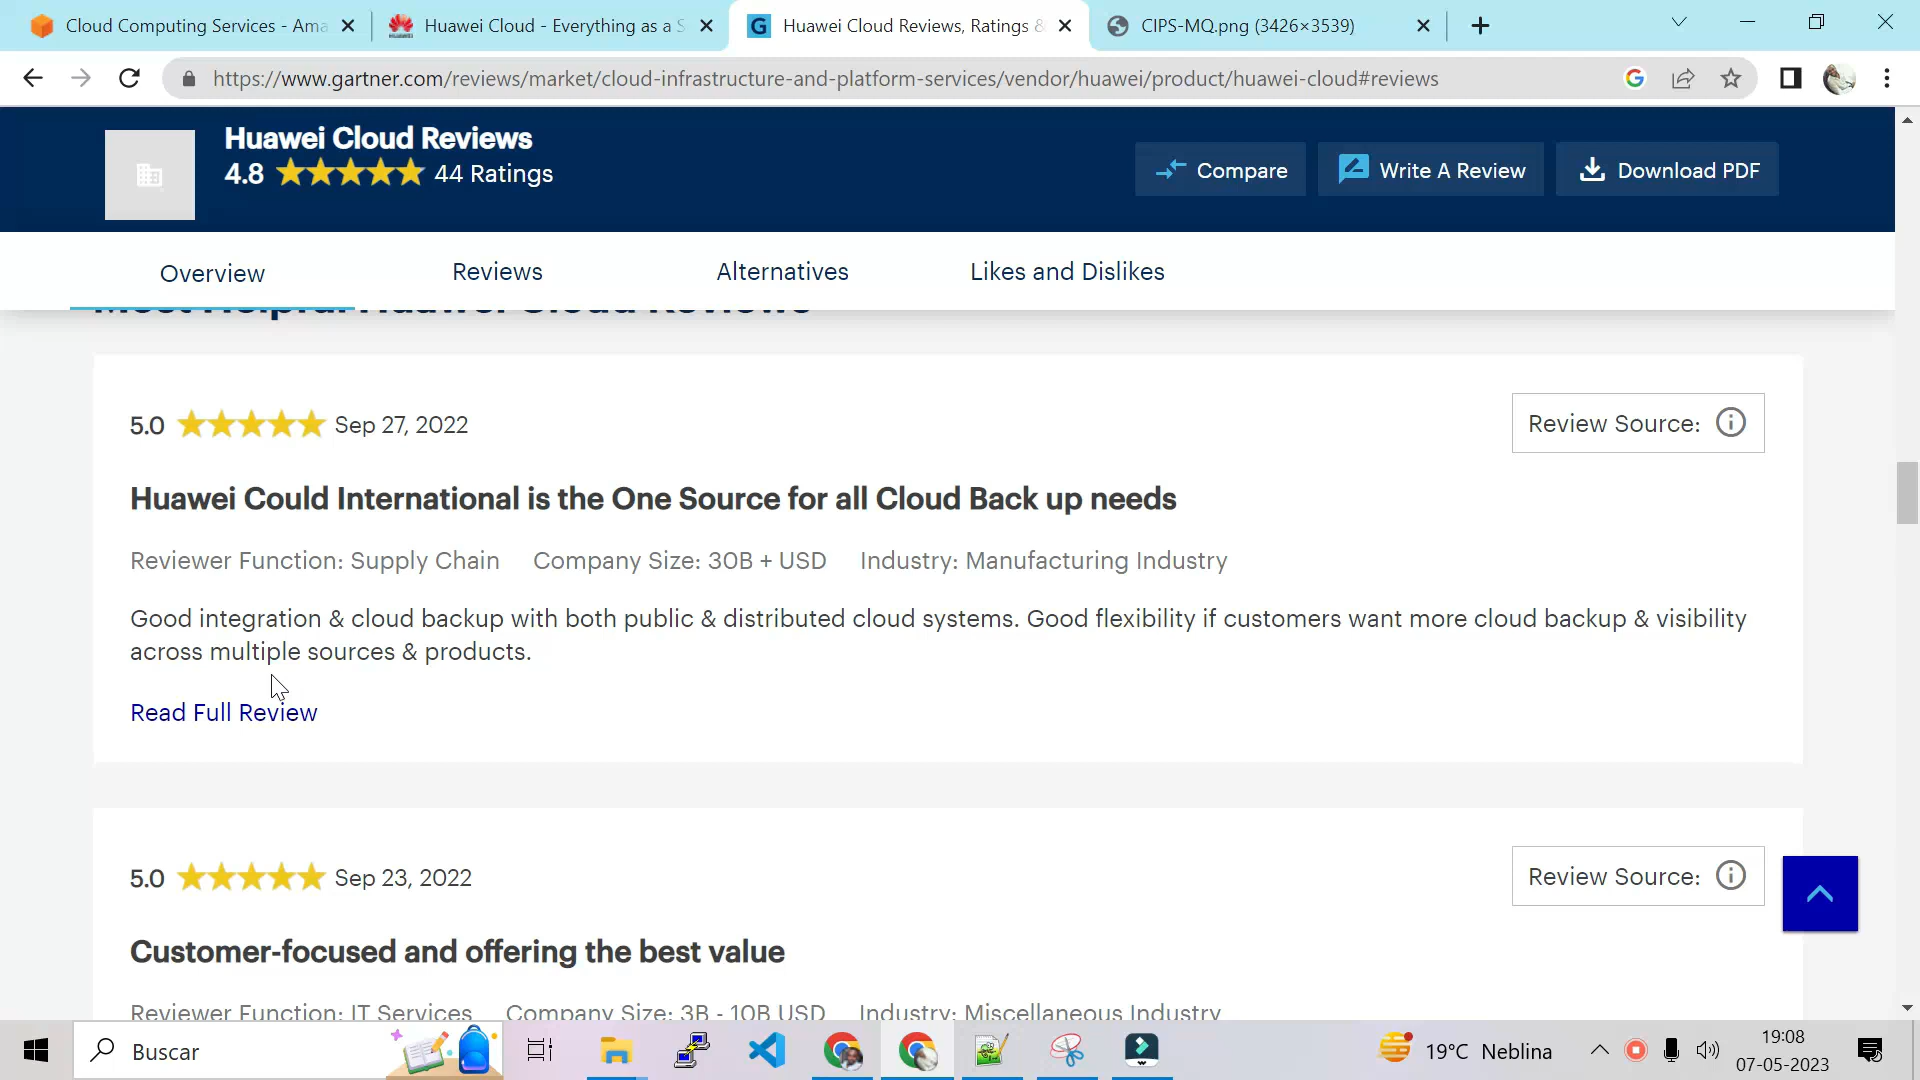 Cloud Computing Services - Ama
Huawei Cloud - Everything as a S
Huawei Cloud Reviews, Ratings &
CIPS-MQ.png (3426×3539)
https://www.gartner.com/reviews/market/cloud-infrastructure-and-platform-services/vendor/huawei/product/huawei-cloud#reviews
Huawei Cloud Reviews
4.8 44 Ratings
Compare
Write A Review
Download PDF
Overview
Reviews
Alternatives
Likes and Dislikes
Most Helpful Huawei Cloud Reviews
5.0 Sep 27, 2022
Review Source:
Huawei Could International is the One Source for all Cloud Back up needs
Reviewer Function: Supply Chain Company Size: 30B + USD Industry: Manufacturing Industry
Good integration & cloud backup with both public & distributed cloud systems. Good flexibility if customers want more cloud backup & visibility
across multiple sources & products.
Read Full Review
5.0 Sep 23, 2022
Review Source:
Customer-focused and offering the best value
Reviewer Function: IT Services Company Size: 3B - 10B USD Industry: Miscellaneous Industry
Buscar
19°C Neblina
19:08
07-05-2023